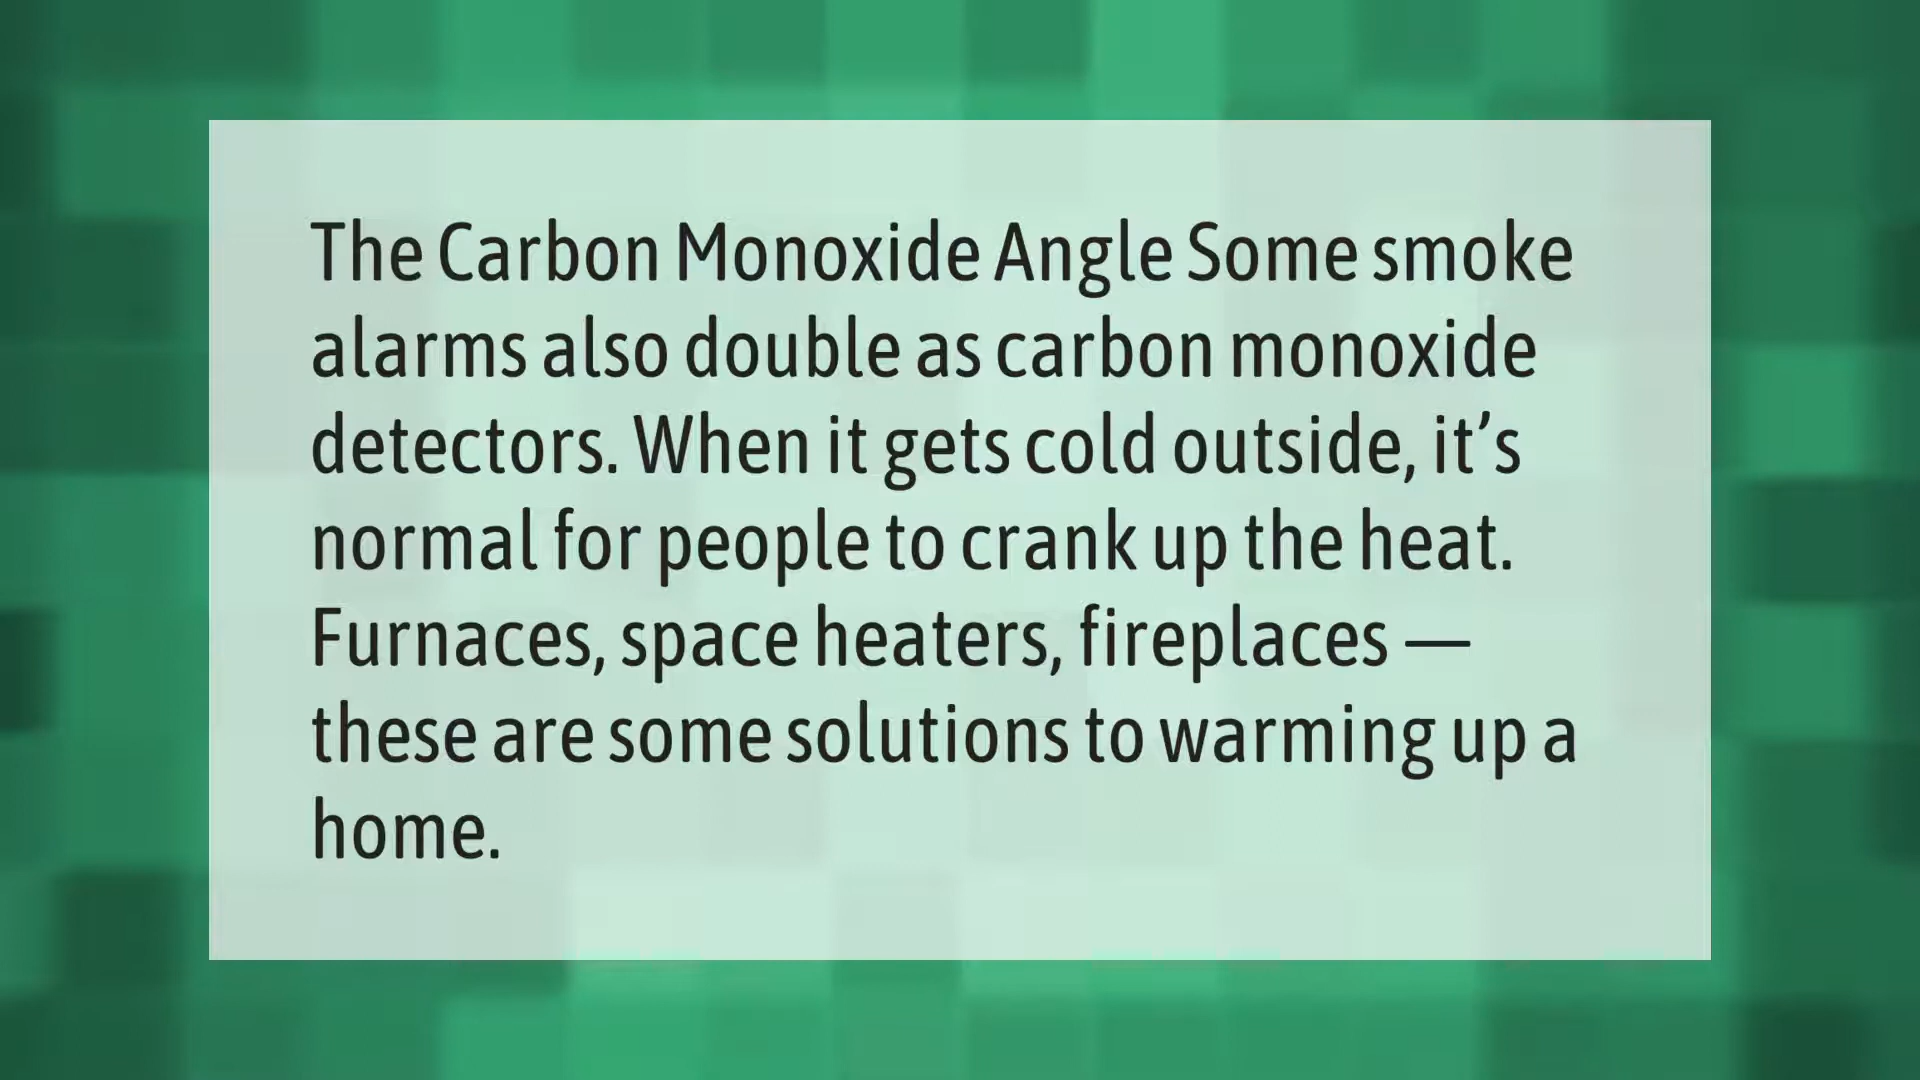 The Carbon Monoxide Angle Some smoke
alarms also double as carbon monoxide
detectors. When it gets cold outside, it’s
normal for people to crank up the heat.
Furnaces, space heaters, fireplaces —
these are some solutions to warming up a
home.